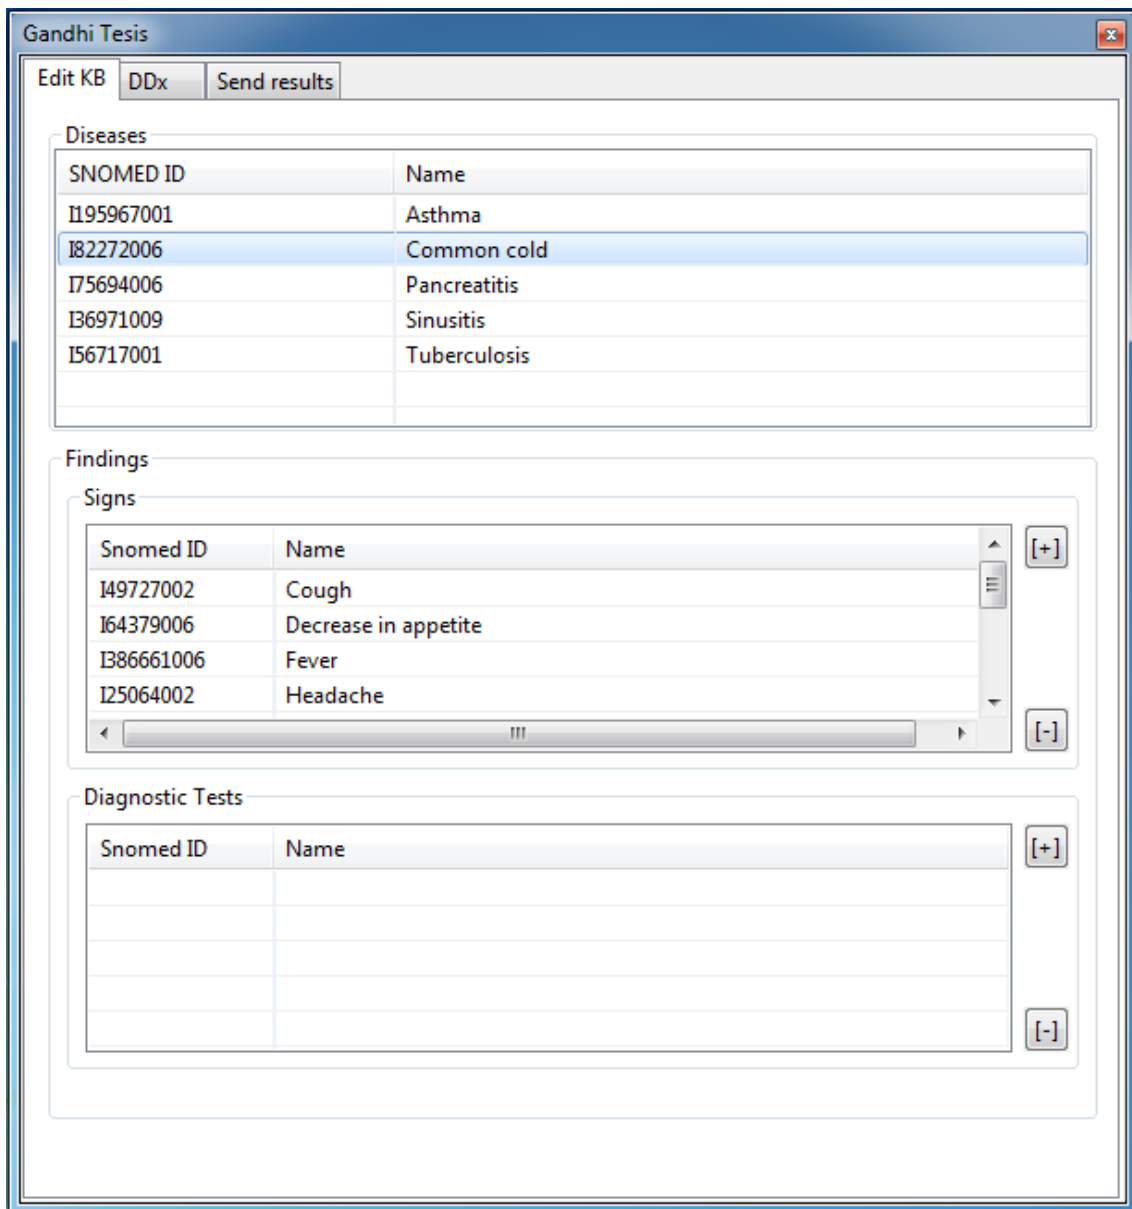 Gandhi Tesis
Edit KB DDx Send results
Diseases
SNOMED ID Name
I195967001 Asthma
I82272006 Common cold
I75694006 Pancreatitis
I36971009 Sinusitis
I56717001 Tuberculosis
Findings
Signs
Snomed ID Name [+]
I49727002 Cough
I64379006 Decrease in appetite
I386661006 Fever
I25064002 Headache
[-]
Diagnostic Tests
Snomed ID Name [+]
[-]